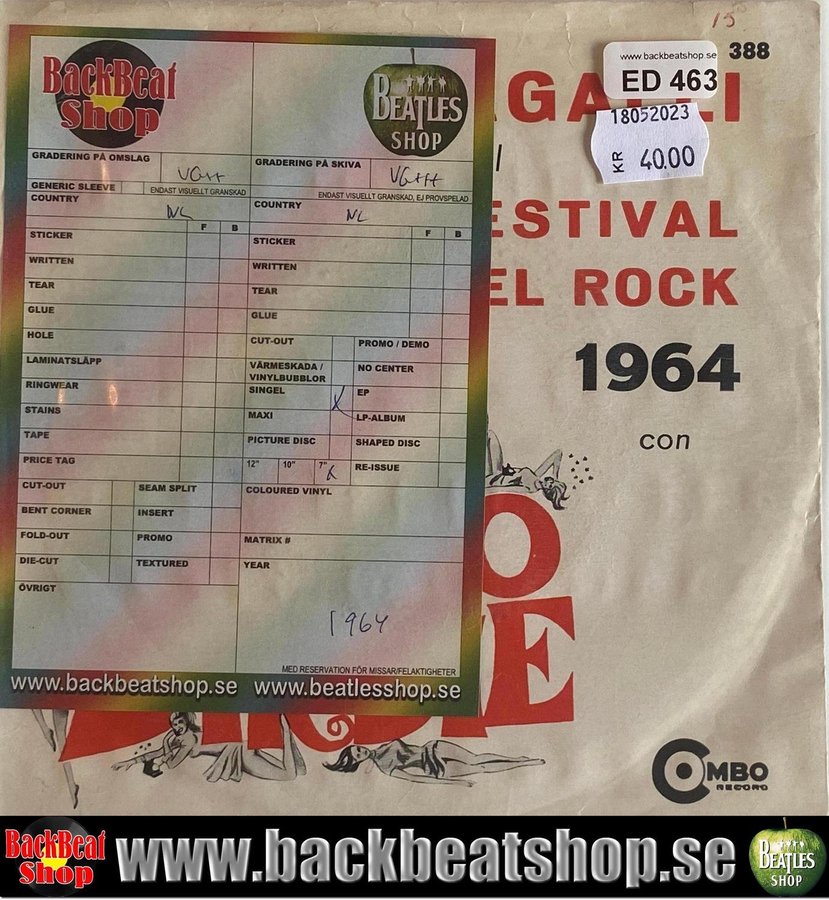 15
388
www.backbeatshop.se
ED 463
18052023
KR 40.00
GALLI
ESTIVAL
EL ROCK
1964
con
COMBO
RECORD
BackBeat
Shop
BEATLES
SHOP
GRADERING PÅ OMSLAG
VG++
GENERIC SLEEVE
ENDAST VISUELLT GRANSKAD
COUNTRY
F B
STICKER
WRITTEN
TEAR
GLUE
HOLE
LAMINATSLÄPP
RINGWEAR
STAINS
TAPE
PRICE TAG
CUT-OUT SEAM SPLIT
BENT CORNER INSERT
FOLD-OUT PROMO
DIE-CUT TEXTURED
ÖVRIGT
GRADERING PÅ SKIVA
VG++
ENDAST VISUELLT GRANSKAD, EJ PROVSPELAD
COUNTRY
NL
F B
STICKER
WRITTEN
TEAR
GLUE
CUT-OUT PROMO / DEMO
VÄRMESKADA / NO CENTER
VINYLBUBBLOR
SINGEL X EP
MAXI LP-ALBUM
PICTURE DISC SHAPED DISC
12" 10" 7" X RE-ISSUE
COLOURED VINYL
MATRIX #
YEAR
1964
MED RESERVATION FÖR MISSAR/FELAKTIGHETER
www.backbeatshop.se www.beatlesshop.se
BackBeat
Shop
www.backbeatshop.se
BEATLES
SHOP